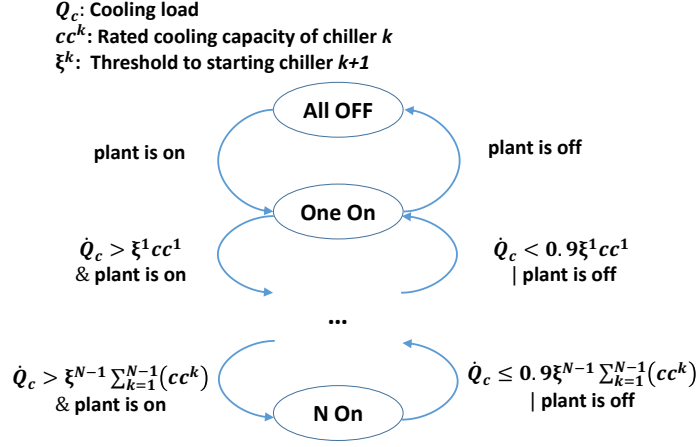 Q_c: Cooling load
cc^k: Rated cooling capacity of chiller k
ξ^k: Threshold to starting chiller k+1
All OFF
plant is on
plant is off
One On
Q̇_c > ξ^1 cc^1
& plant is on
Q̇_c < 0.9ξ^1 cc^1
| plant is off
...
Q̇_c > ξ^{N-1} ∑_{k=1}^{N-1}(cc^k)
& plant is on
Q̇_c ≤ 0.9ξ^{N-1} ∑_{k=1}^{N-1}(cc^k)
| plant is off
N On